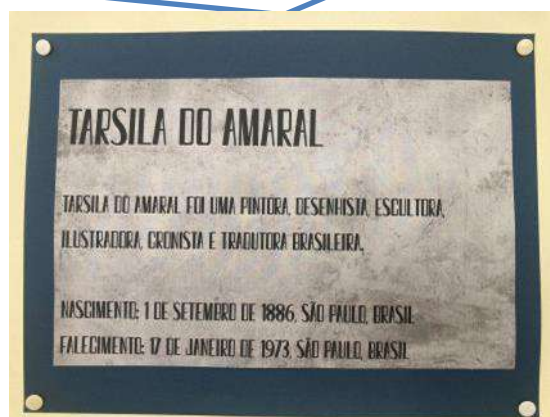 TARSILA DO AMARAL
TARSILA DO AMARAL FOI UMA PINTORA, DESENHISTA, ESCULTORA,
ILUSTRADORA, CRONISTA E TRADUTORA BRASILEIRA.
NASCIMENTO: 1 DE SETEMBRO DE 1886, SÃO PAULO, BRASIL
FALECIMENTO: 17 DE JANEIRO DE 1973, SÃO PAULO, BRASIL